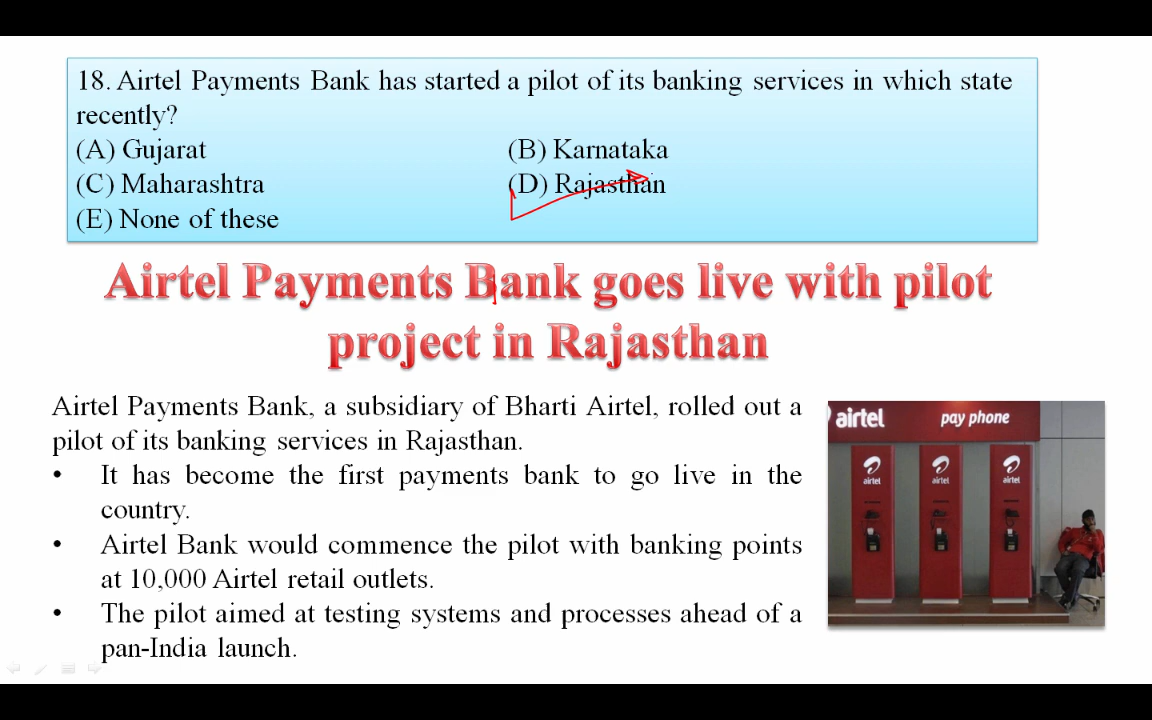 18. Airtel Payments Bank has started a pilot of its banking services in which state
recently?
(A) Gujarat (B) Karnataka
(C) Maharashtra (D) Rajasthan
(E) None of these
Airtel Payments Bank goes live with pilot
project in Rajasthan
Airtel Payments Bank, a subsidiary of Bharti Airtel, rolled out a
pilot of its banking services in Rajasthan.
• It has become the first payments bank to go live in the
country.
• Airtel Bank would commence the pilot with banking points
at 10,000 Airtel retail outlets.
• The pilot aimed at testing systems and processes ahead of a
pan-India launch.
airtel pay phone
airtel airtel airtel